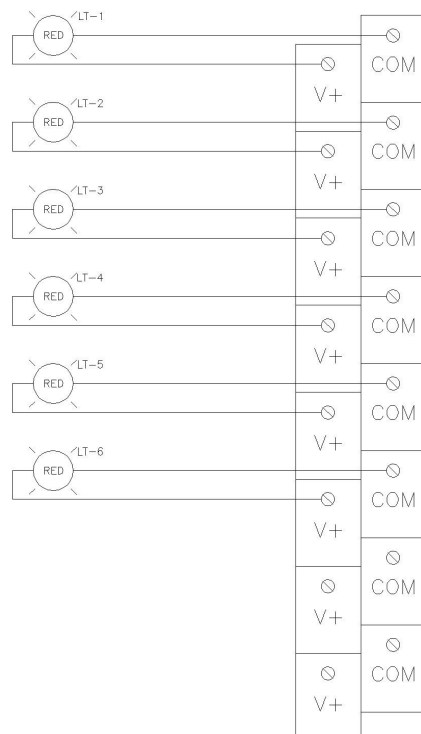 LT-1
RED
COM
V+
LT-2
RED
COM
V+
LT-3
RED
COM
V+
LT-4
RED
COM
V+
LT-5
RED
COM
V+
LT-6
RED
COM
V+
COM
V+
COM
V+